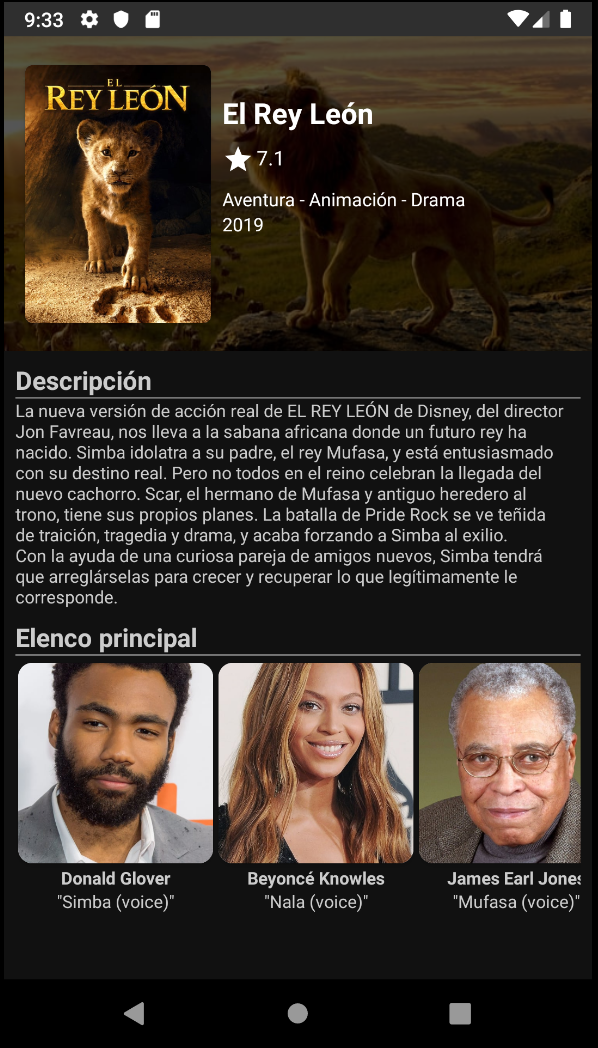 9:33
EL
REY LEÓN
El Rey León
7.1
Aventura - Animación - Drama
2019
Descripción
La nueva versión de acción real de EL REY LEÓN de Disney, del director
Jon Favreau, nos lleva a la sabana africana donde un futuro rey ha
nacido. Simba idolatra a su padre, el rey Mufasa, y está entusiasmado
con su destino real. Pero no todos en el reino celebran la llegada del
nuevo cachorro. Scar, el hermano de Mufasa y antiguo heredero al
trono, tiene sus propios planes. La batalla de Pride Rock se ve teñida
de traición, tragedia y drama, y acaba forzando a Simba al exilio.
Con la ayuda de una curiosa pareja de amigos nuevos, Simba tendrá
que arreglárselas para crecer y recuperar lo que legítimamente le
corresponde.
Elenco principal
Donald Glover
"Simba (voice)"
Beyoncé Knowles
"Nala (voice)"
James Earl Jones
"Mufasa (voice)"